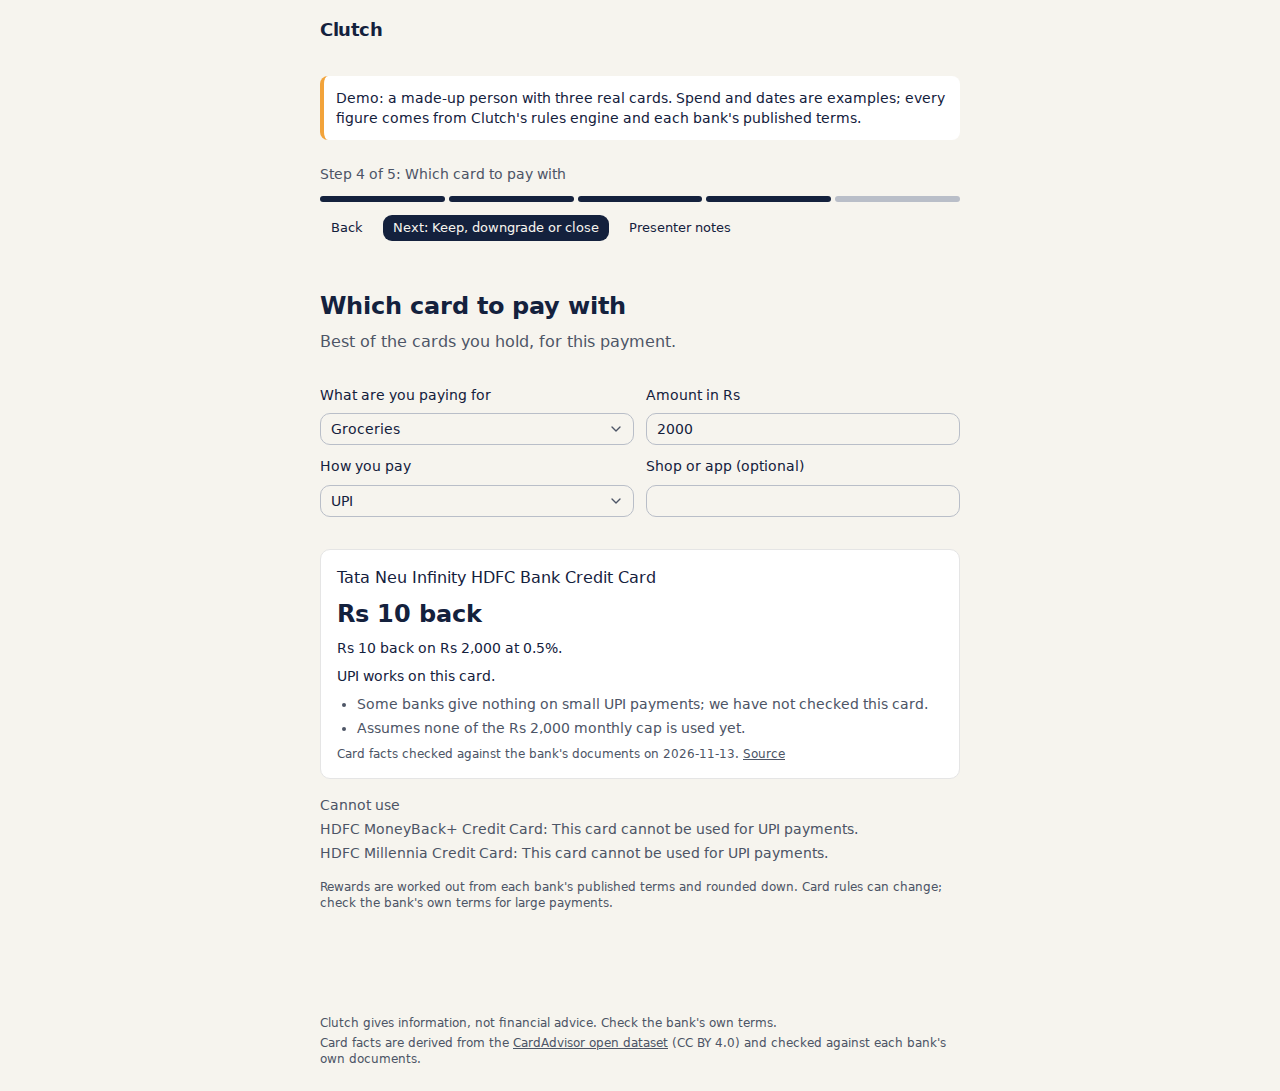 Clutch
Demo: a made-up person with three real cards. Spend and dates are examples; every
figure comes from Clutch's rules engine and each bank's published terms.
Step 4 of 5: Which card to pay with
Back
Next: Keep, downgrade or close
Presenter notes
Which card to pay with
Best of the cards you hold, for this payment.
What are you paying for
Amount in Rs
Groceries
2000
How you pay
Shop or app (optional)
UPI
Tata Neu Infinity HDFC Bank Credit Card
Rs 10 back
Rs 10 back on Rs 2,000 at 0.5%.
UPI works on this card.
• Some banks give nothing on small UPI payments; we have not checked this card.
• Assumes none of the Rs 2,000 monthly cap is used yet.
Card facts checked against the bank's documents on 2026-11-13. Source
Cannot use
HDFC MoneyBack+ Credit Card: This card cannot be used for UPI payments.
HDFC Millennia Credit Card: This card cannot be used for UPI payments.
Rewards are worked out from each bank's published terms and rounded down. Card rules can change;
check the bank's own terms for large payments.
Clutch gives information, not financial advice. Check the bank's own terms.
Card facts are derived from the CardAdvisor open dataset (CC BY 4.0) and checked against each bank's
own documents.